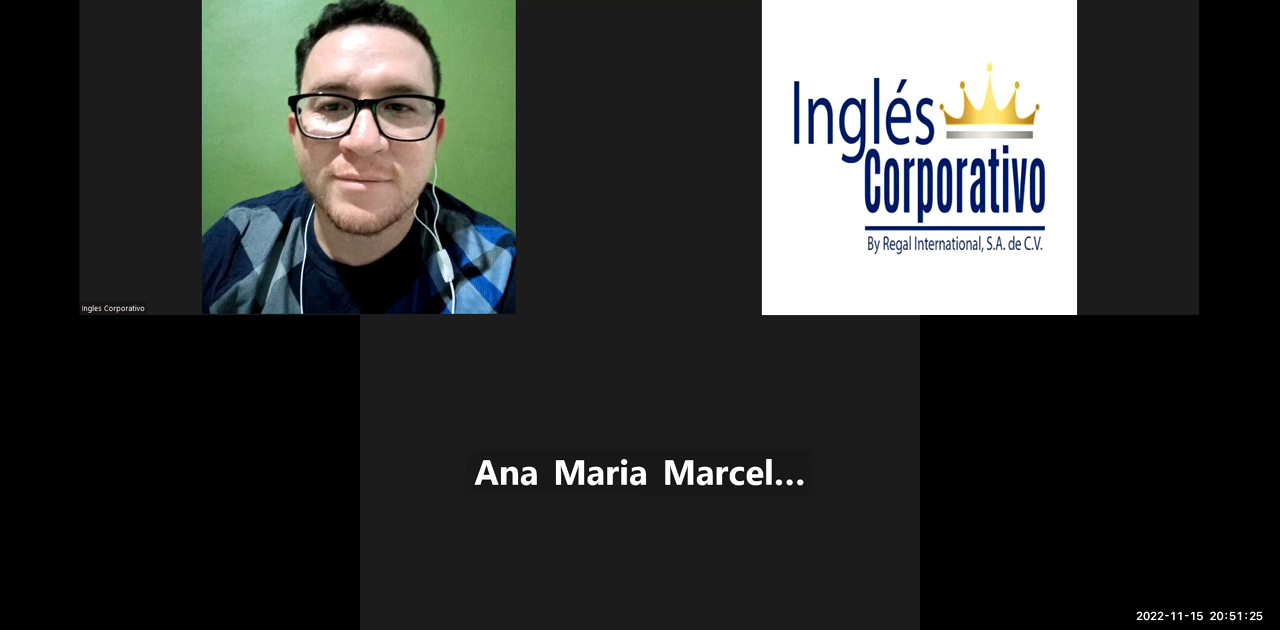 Inglés
Corporativo
By Regal International, S.A. de C.V.
Ingles Corporativo
Ana Maria Marcel...
2022-11-15 20:51:25